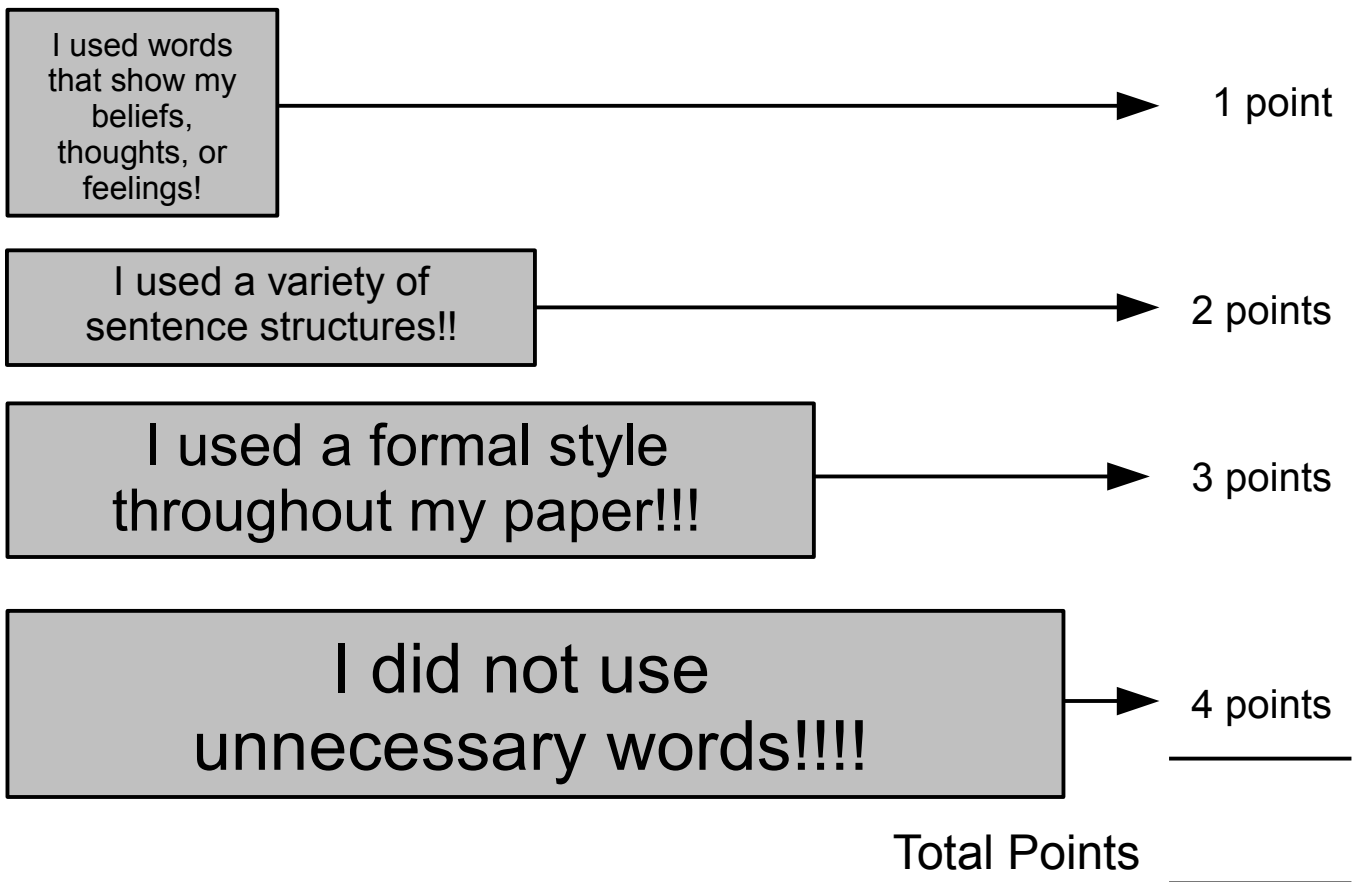 I used words
that show my
beliefs,
thoughts, or
feelings!
1 point
I used a variety of
sentence structures!!
2 points
I used a formal style
throughout my paper!!!
3 points
I did not use
unnecessary words!!!!
4 points
Total Points